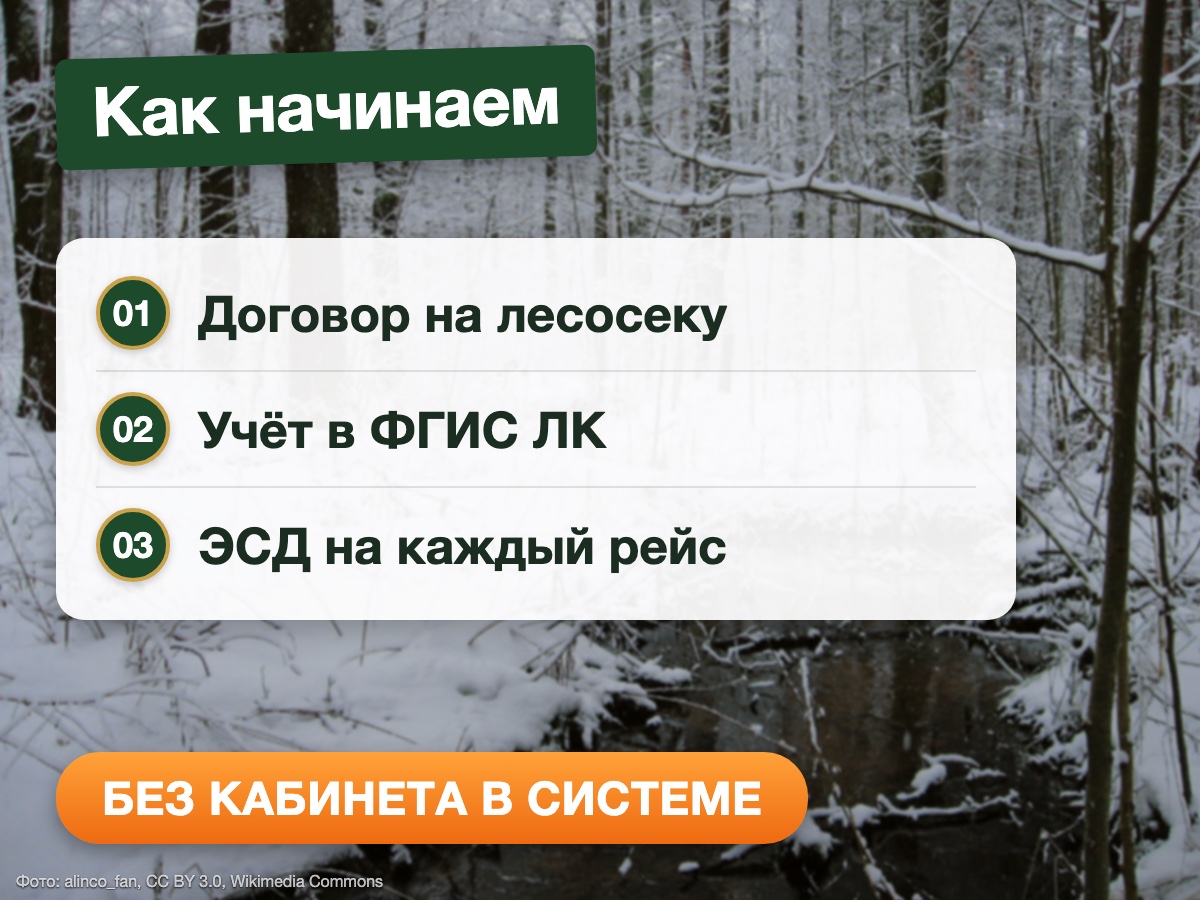 Как начинаем
01 Договор на лесосеку
02 Учёт в ФГИС ЛК
03 ЭСД на каждый рейс
БЕЗ КАБИНЕТА В СИСТЕМЕ
Фото: alinco_fan, CC BY 3.0, Wikimedia Commons